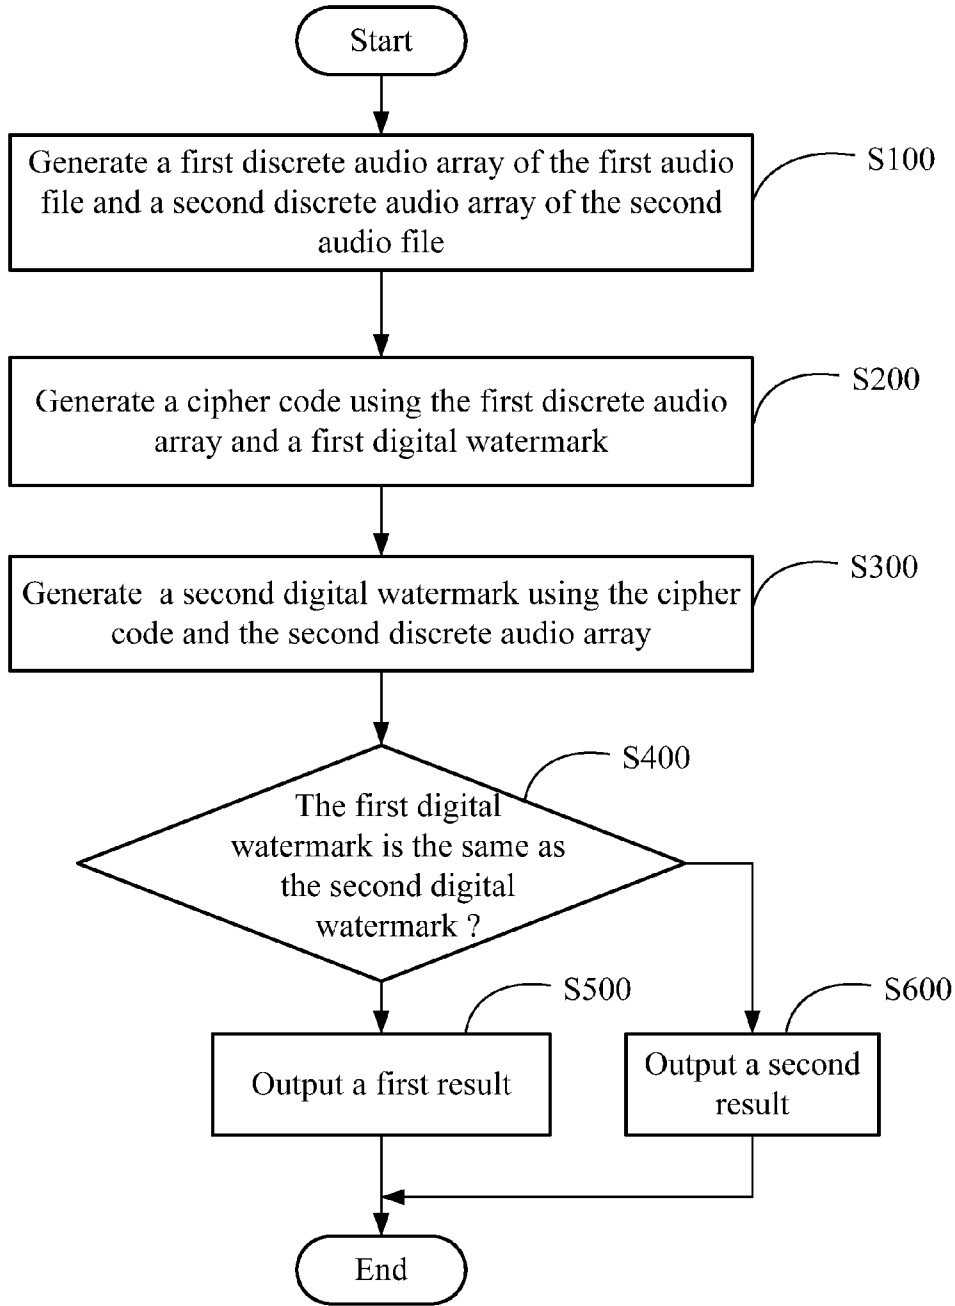 Start
Generate a first discrete audio array of the first audio
file and a second discrete audio array of the second
audio file
S100
Generate a cipher code using the first discrete audio
array and a first digital watermark
S200
Generate a second digital watermark using the cipher
code and the second discrete audio array
S300
The first digital
watermark is the same as
the second digital
watermark ?
S400
Output a first result
S500
Output a second
result
S600
End